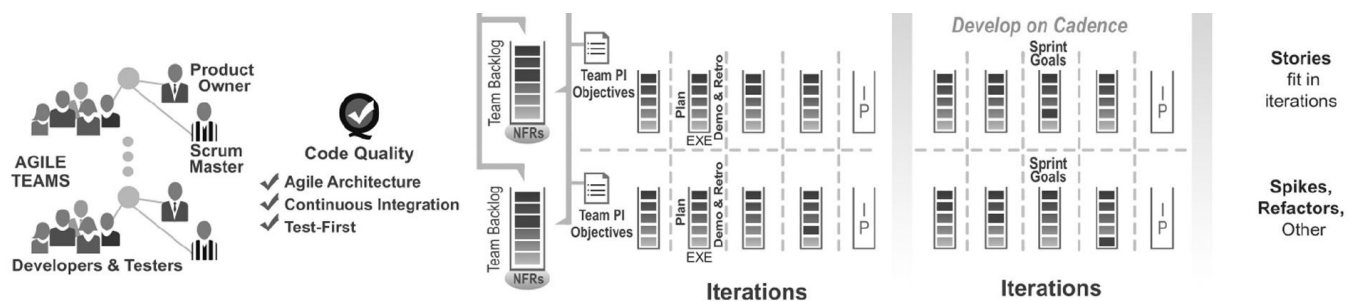 Product
Owner
Scrum
Master
AGILE
TEAMS
Developers & Testers
Q
Code Quality
Agile Architecture
Continuous Integration
Test-First
Team Backlog
NFRs
Team PI
Objectives
Plan
EXE
Demo & Retro
I
P
Team Backlog
NFRs
Team PI
Objectives
Plan
EXE
Demo & Retro
I
P
Iterations
Develop on Cadence
Sprint
Goals
I
P
Sprint
Goals
I
P
Iterations
Stories
fit in
iterations
Spikes,
Refactors,
Other